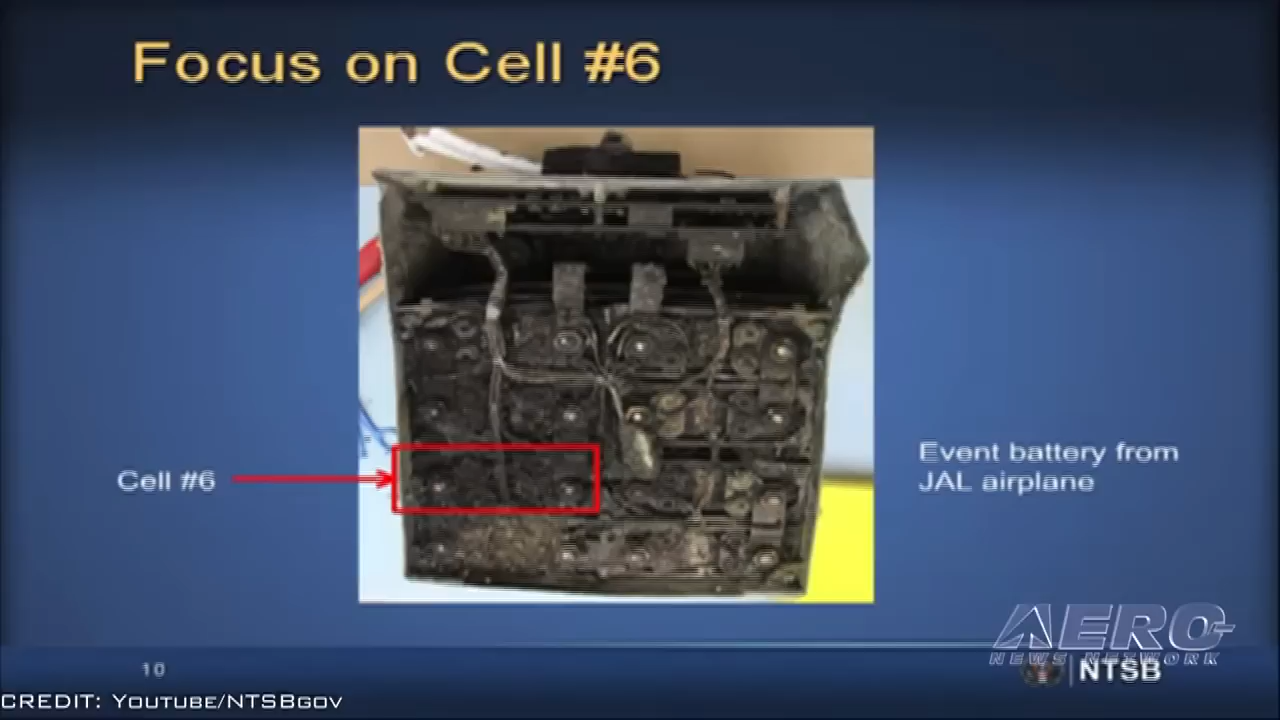 Focus on Cell #6
Cell #6
Event battery from
JAL airplane
AERO-
NEWS NETWORK
10
NTSB
CREDIT: YOUTUBE/NTSBGOV